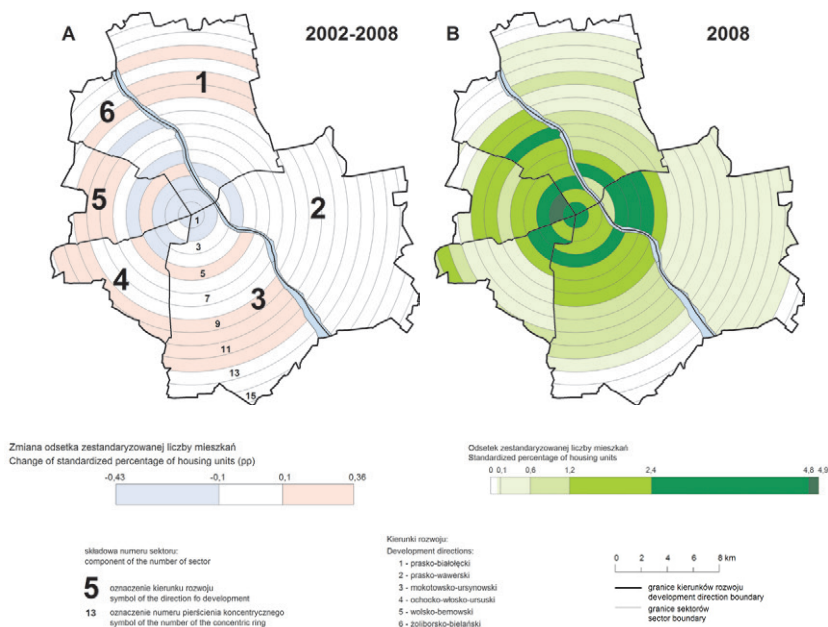 A 2002-2008
B 2008
1
6
5
2
1
3
4
5
7
3
9
11
13
15
Zmiana odsetka zestandaryzowanej liczby mieszkań
Change of standardized percentage of housing units (pp)
-0,43 -0,1 0,1 0,36
Odsetek zestandaryzowanej liczby mieszkań
Standardized percentage of housing units
0 0,1 0,6 1,2 2,4 4,8 4,9
składowa numeru sektoru:
component of the number of sector
5 oznaczenie kierunku rozwoju
symbol of the direction fo development
13 oznaczenie numeru pierścienia koncentrycznego
symbol of the number of the concentric ring
Kierunki rozwoju:
Development directions:
1 - prasko-białołęcki
2 - prasko-wawerski
3 - mokotowsko-ursynowski
4 - ochocko-włosko-ursuski
5 - wolsko-bemowski
6 - żoliborsko-bielański
0 2 4 6 8 km
granice kierunków rozwoju
development direction boundary
granice sektorów
sector boundary